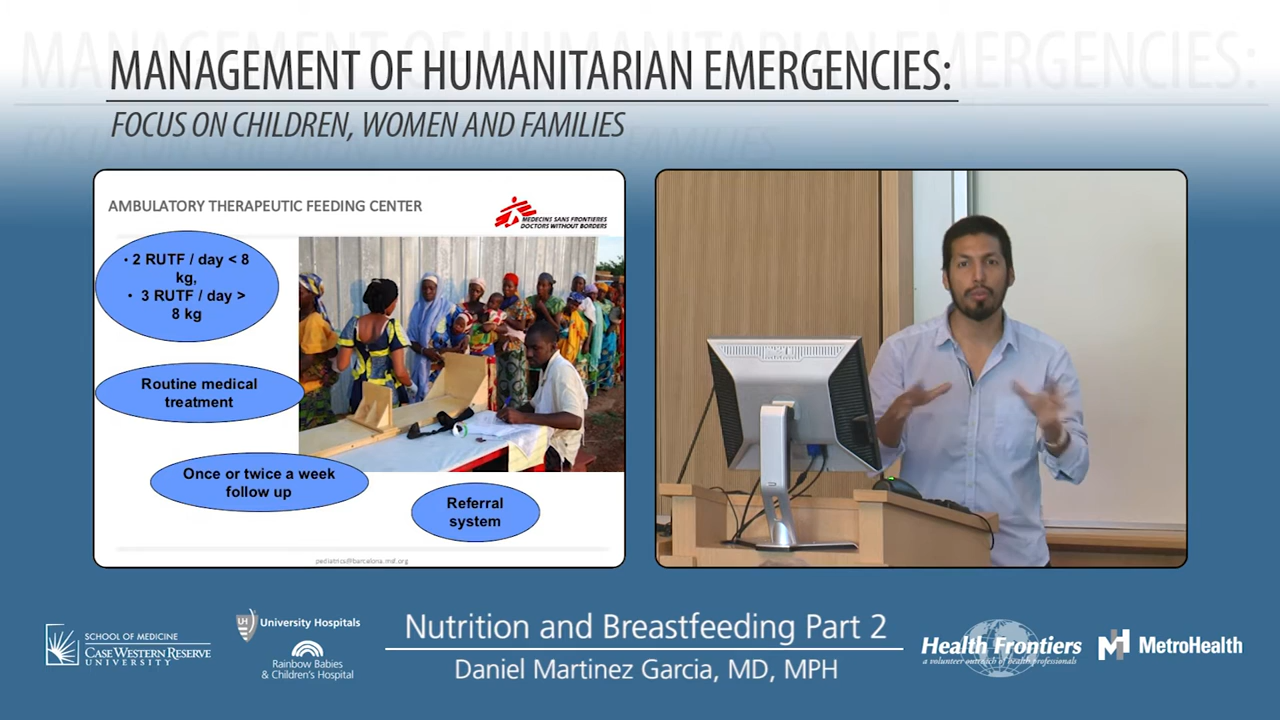 MANAGEMENT OF HUMANITARIAN EMERGENCIES:
FOCUS ON CHILDREN, WOMEN AND FAMILIES
AMBULATORY THERAPEUTIC FEEDING CENTER
MEDECINS SANS FRONTIERES
DOCTORS WITHOUT BORDERS
• 2 RUTF / day < 8
kg,
• 3 RUTF / day >
8 kg
Routine medical
treatment
Once or twice a week
follow up
Referral
system
SCHOOL OF MEDICINE
CASE WESTERN RESERVE
UNIVERSITY
UH
University Hospitals
Rainbow Babies
& Children's Hospital
Nutrition and Breastfeeding Part 2
Daniel Martinez Garcia, MD, MPH
Health Frontiers
a volunteer outreach of health professionals
MetroHealth